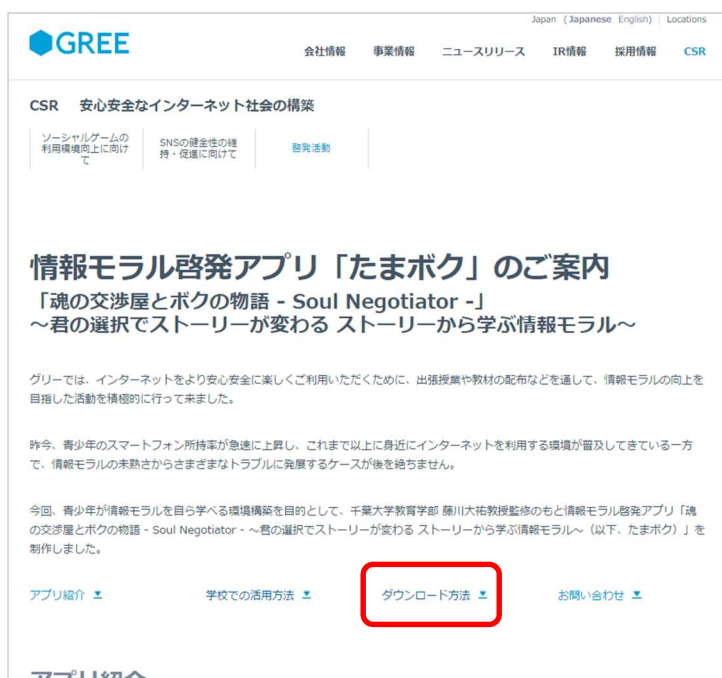 Japan (Japanese English) | Locations
GREE
会社情報 事業情報 ニュースリリース IR情報 採用情報 CSR
CSR 安心安全なインターネット社会の構築
ソーシャルゲームの
利用環境向上に向け
て
SNSの健全性の維
持・促進に向けて
啓発活動
情報モラル啓発アプリ「たまボク」のご案内
「魂の交渉屋とボクの物語 - Soul Negotiator -」
～君の選択でストーリーが変わる ストーリーから学ぶ情報モラル～
グリーでは、インターネットをより安心安全に楽しくご利用いただくために、出張授業や教材の配布などを通して、情報モラルの向上を
目指した活動を積極的に行って来ました。
昨今、青少年のスマートフォン所持率が急速に上昇し、これまで以上に身近にインターネットを利用する環境が普及してきている一方
で、情報モラルの未熟さからさまざまなトラブルに発展するケースが後を絶ちません。
今回、青少年が情報モラルを自ら学べる環境構築を目的として、千葉大学教育学部 藤川大祐教授監修のもと情報モラル啓発アプリ「魂
の交渉屋とボクの物語 - Soul Negotiator - ～君の選択でストーリーが変わる ストーリーから学ぶ情報モラル～（以下、たまボク）」を
制作しました。
アプリ紹介 学校での活用方法 ダウンロード方法 お問い合わせ
アプリ紹介